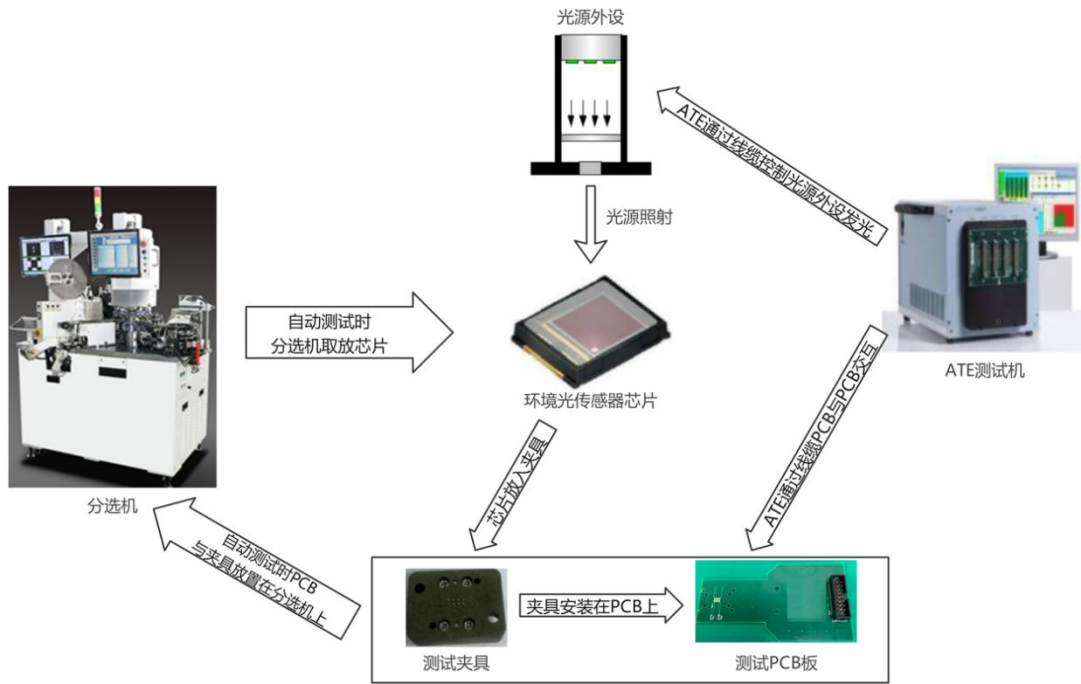 光源外设
ATE通过线缆控制光源外设发光
光源照射
自动测试时
分选机取放芯片
ATE测试机
环境光传感器芯片
分选机
芯片放入夹具
ATE通过线缆PCB与PCB交互
自动测试时PCB
与夹具放置在分选机上
夹具安装在PCB上
测试夹具
测试PCB板